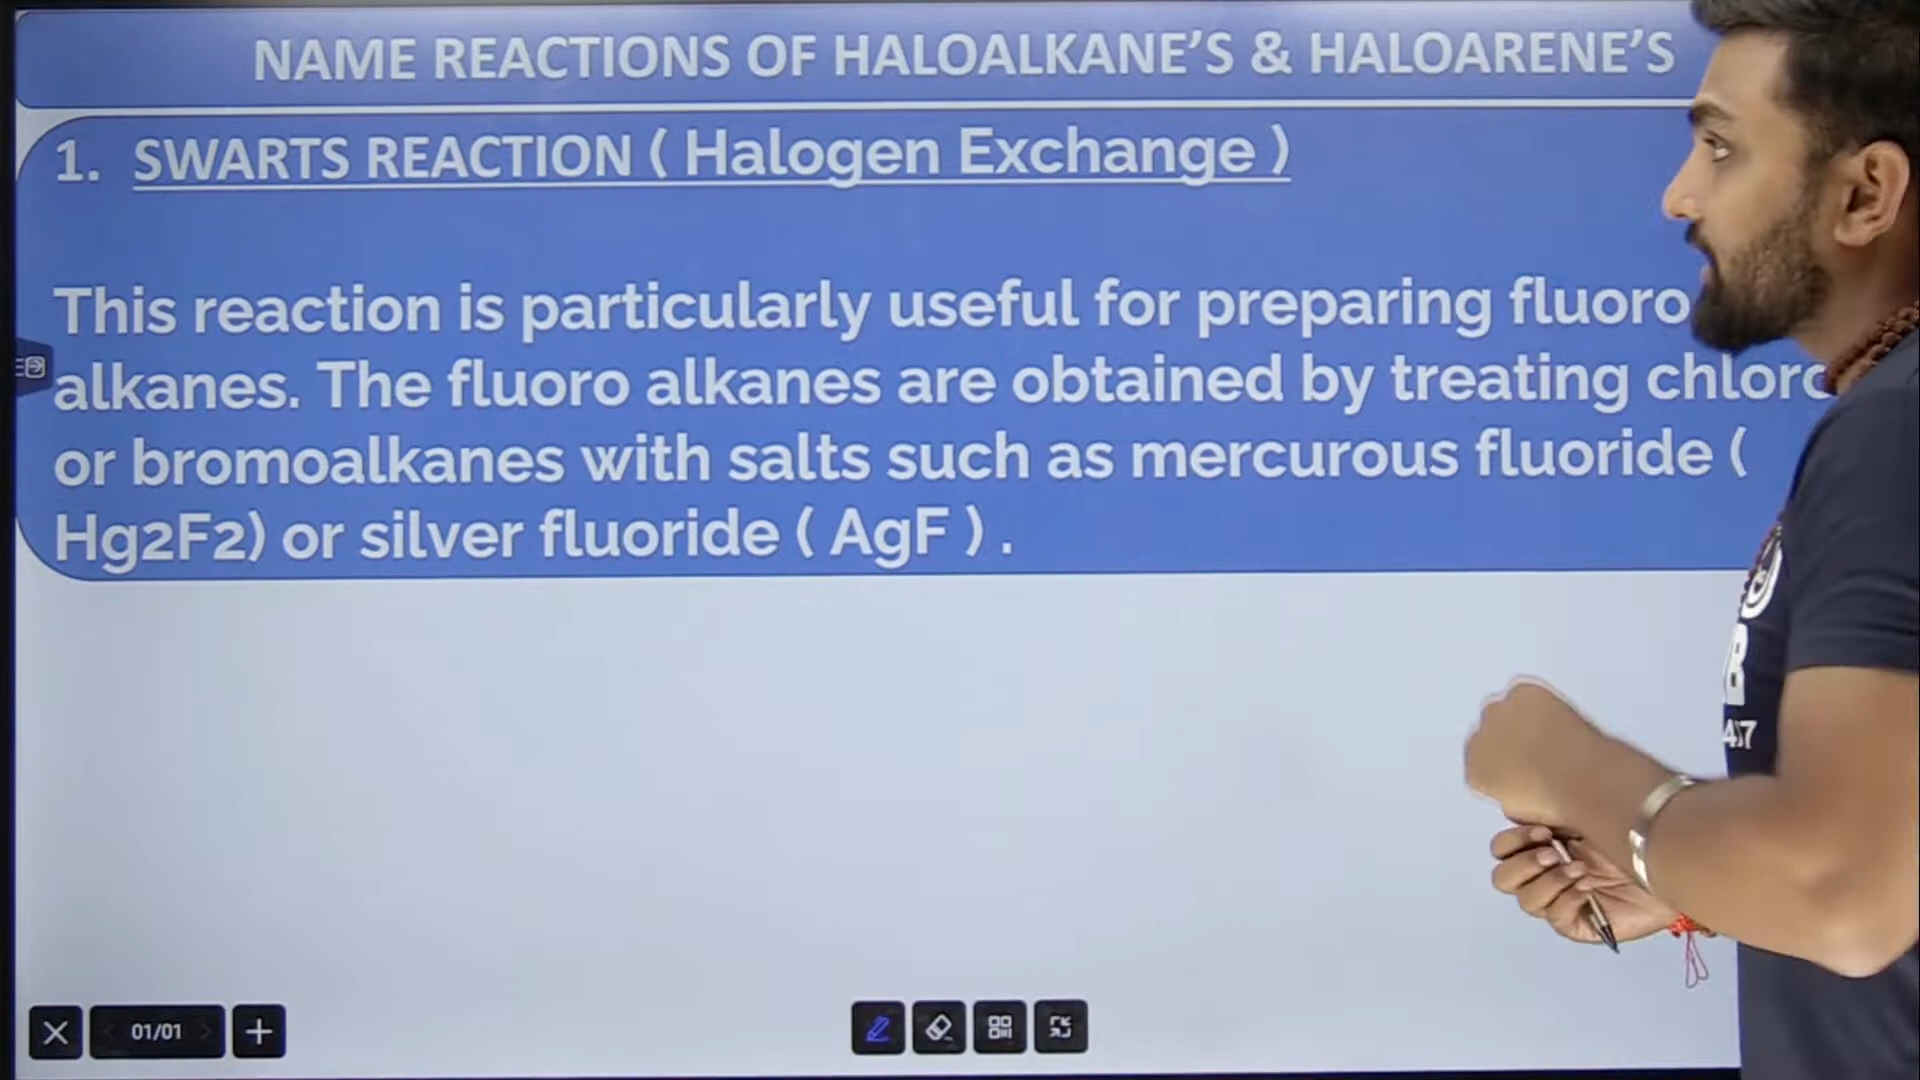 NAME REACTIONS OF HALOALKANE'S & HALOARENE'S
1. SWARTS REACTION ( Halogen Exchange )
This reaction is particularly useful for preparing fluoro
alkanes. The fluoro alkanes are obtained by treating
or bromoalkanes with salts such as mercurous fluoride (
Hg2F2) or silver fluoride ( AgF ) .
01/01